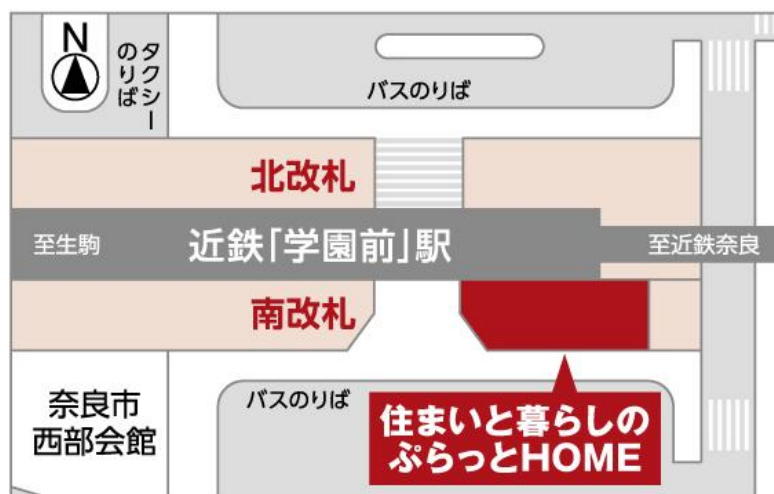 N
タクシー
のりば
バスのりば
北改札
至生駒
近鉄「学園前」駅
至近鉄奈良
南改札
奈良市
西部会館
バスのりば
住まいと暮らしの
ぷらっとHOME